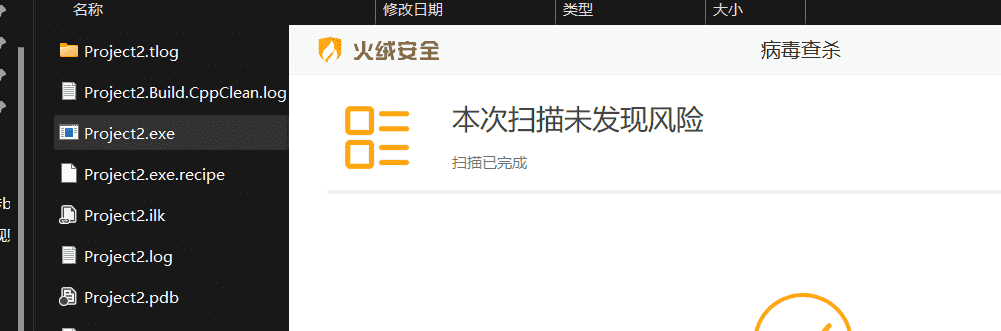 名称
修改日期
类型
大小
Project2.tlog
Project2.Build.CppClean.log
Project2.exe
Project2.exe.recipe
Project2.ilk
Project2.log
Project2.pdb
火绒安全
病毒查杀
本次扫描未发现风险
扫描已完成